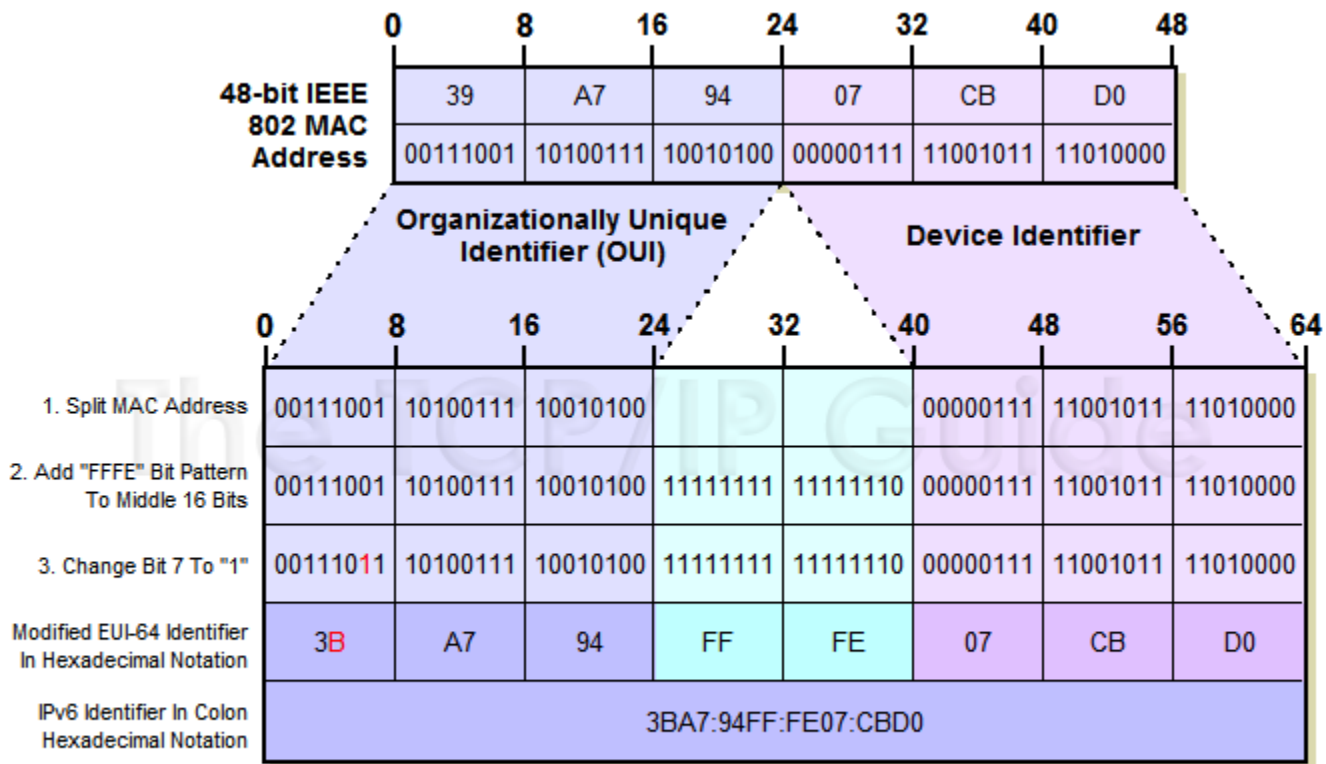 0 8 16 24 32 40 48
48-bit IEEE
802 MAC
Address
39 A7 94 07 CB D0
00111001 10100111 10010100 00000111 11001011 11010000
Organizationally Unique
Identifier (OUI)
Device Identifier
0 8 16 24 32 40 48 56 64
The TCP/IP Guide
1. Split MAC Address 00111001 10100111 10010100 00000111 11001011 11010000
2. Add "FFFE" Bit Pattern
To Middle 16 Bits
00111001 10100111 10010100 11111111 11111110 00000111 11001011 11010000
3. Change Bit 7 To "1" 00111011 10100111 10010100 11111111 11111110 00000111 11001011 11010000
Modified EUI-64 Identifier
In Hexadecimal Notation
3B A7 94 FF FE 07 CB D0
IPv6 Identifier In Colon
Hexadecimal Notation
3BA7:94FF:FE07:CBD0